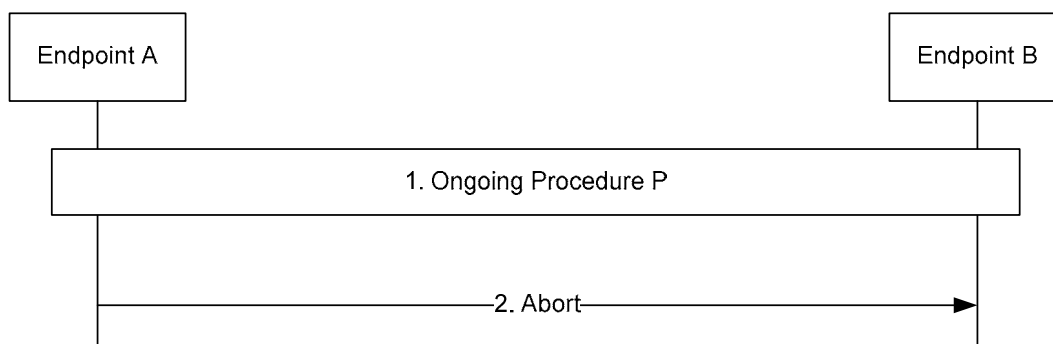 Endpoint A
Endpoint B
1. Ongoing Procedure P
2. Abort